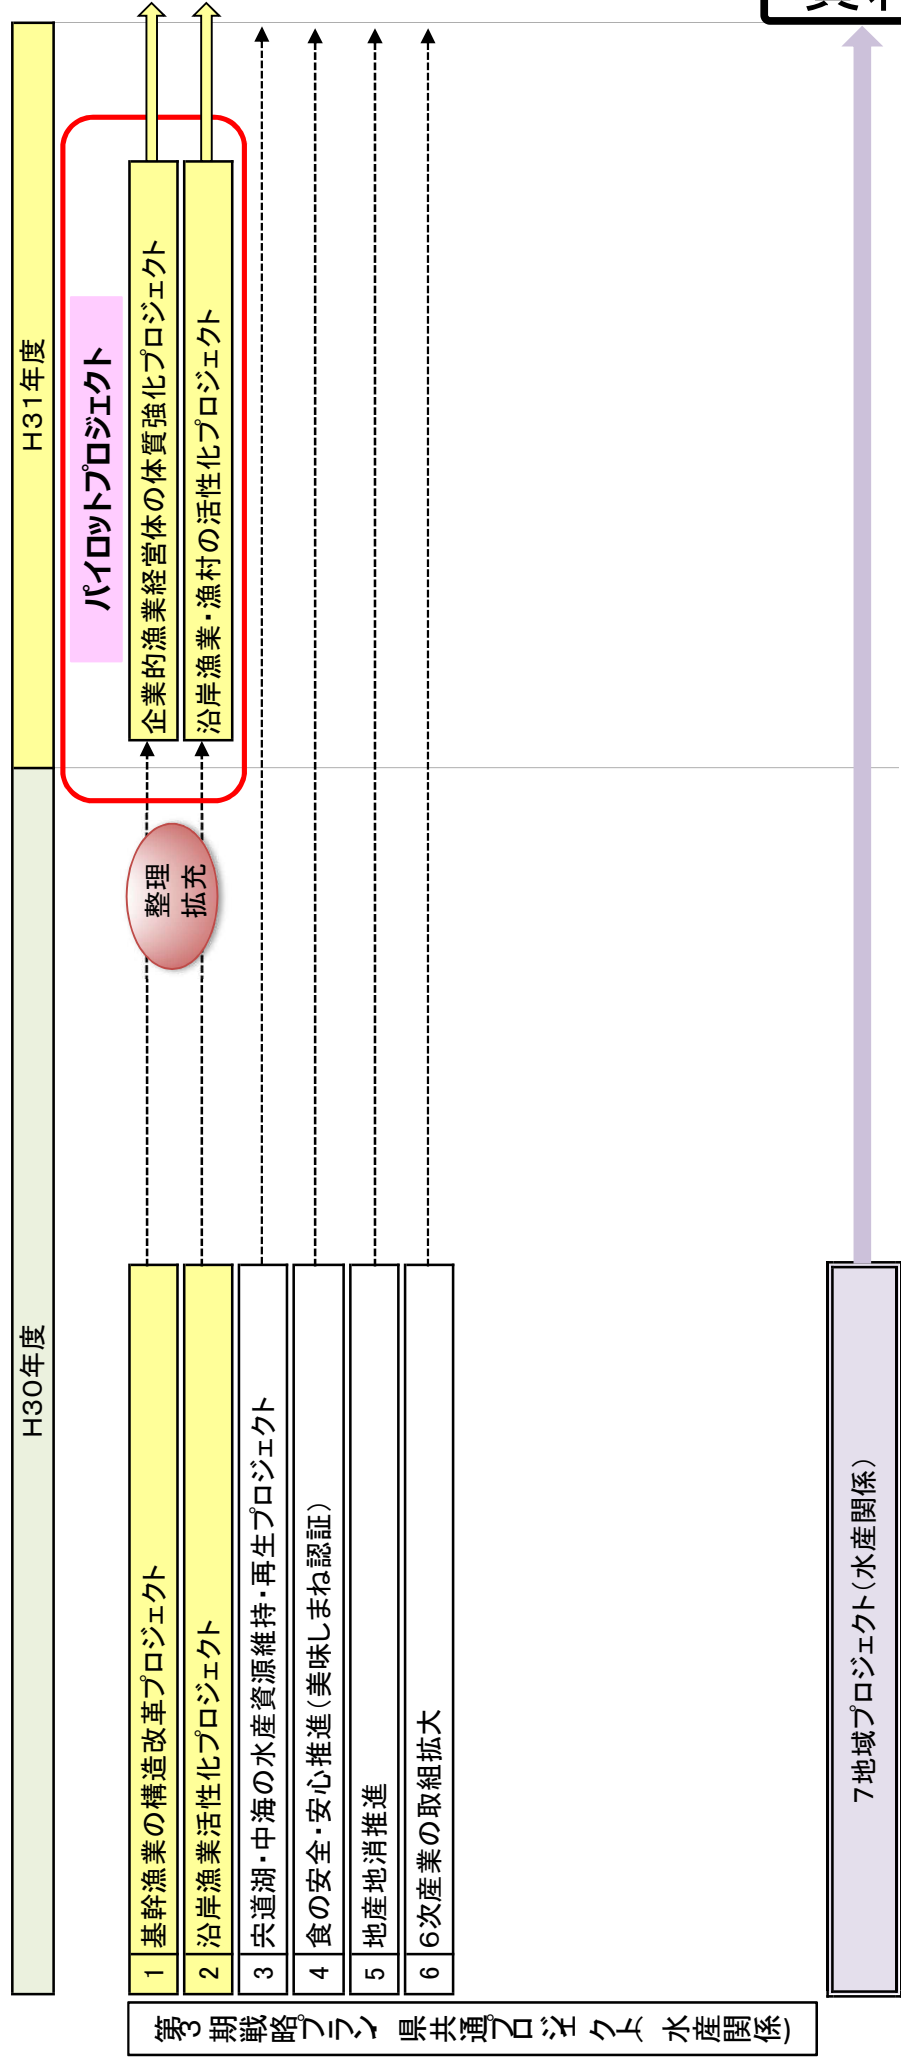 H30年度
H31年度
パイロットプロジェクト
第3期戦略プラン 県共通プロジェクト(水産関係)
1 基幹漁業の構造改革プロジェクト
整理
拡充
企業的漁業経営体の体質強化プロジェクト
2 沿岸漁業活性化プロジェクト
沿岸漁業・漁村の活性化プロジェクト
3 宍道湖・中海の水産資源維持・再生プロジェクト
4 食の安全・安心推進(美味しまね認証)
5 地産地消推進
6 6次産業の取組拡大
7地域プロジェクト(水産関係)